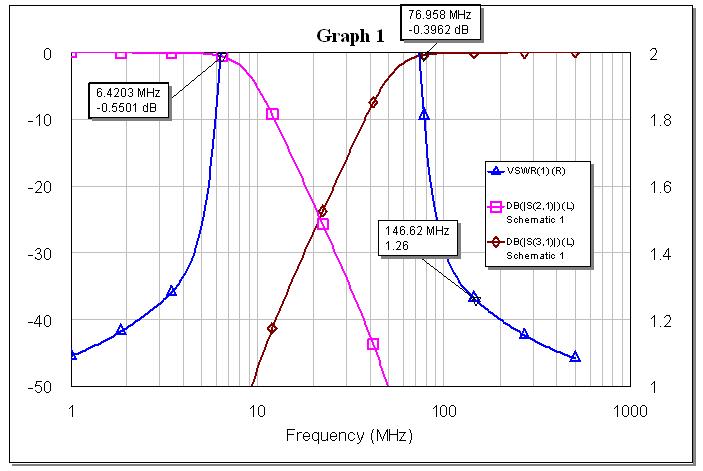 76.958 MHz
-0.3962 dB
Graph 1
0
2
6.4203 MHz
-0.5501 dB
-10
1.8
VSWR(1)(R)
-20
1.6
DB(|S(2,1)|)(L)
Schematic 1
146.62 MHz
1.26
DB(|S(3,1)|)(L)
Schematic 1
-30
1.4
-40
1.2
-50
1
1
10
100
1000
Frequency (MHz)